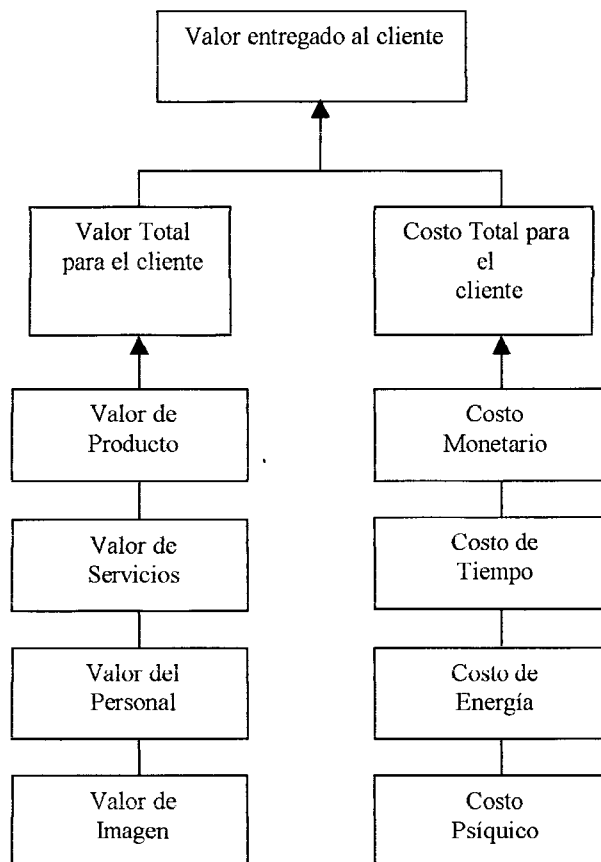 Valor entregado al cliente
Valor Total
para el cliente
Costo Total para
el
cliente
Valor de
Producto
Costo
Monetario
Valor de
Servicios
Costo de
Tiempo
Valor del
Personal
Costo de
Energía
Valor de
Imagen
Costo
Psíquico